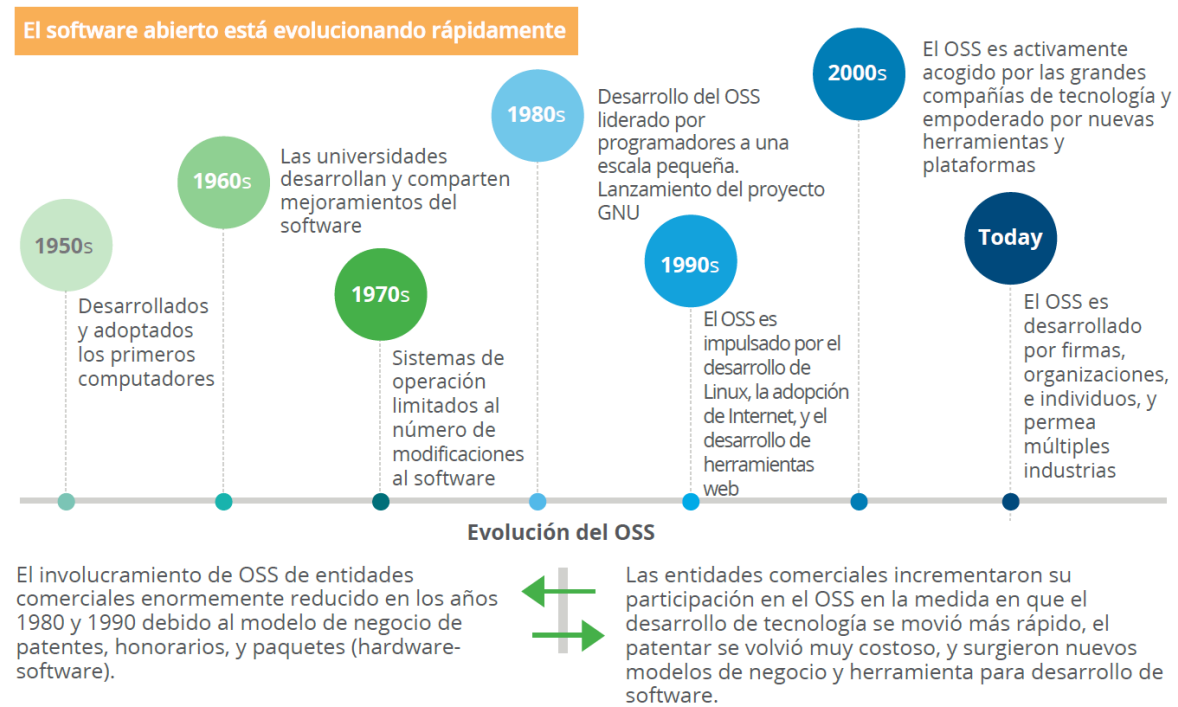 El software abierto está evolucionando rápidamente
1950s
Desarrollados
y adoptados
los primeros
computadores
1960s
Las universidades
desarrollan y comparten
mejoramientos del
software
1970s
Sistemas de
operación
limitados al
número de
modificaciones
al software
1980s
Desarrollo del OSS
liderado por
programadores a una
escala pequeña.
Lanzamiento del proyecto
GNU
1990s
El OSS es
impulsado por el
desarrollo de
Linux, la adopción
de Internet, y el
desarrollo de
herramientas
web
2000s
El OSS es activamente
acogido por las grandes
compañías de tecnología y
empoderado por nuevas
herramientas y
plataformas
Today
El OSS es
desarrollado
por firmas,
organizaciones,
e individuos, y
permea
múltiples
industrias
Evolución del OSS
El involucramiento de OSS de entidades
comerciales enormemente reducido en los años
1980 y 1990 debido al modelo de negocio de
patentes, honorarios, y paquetes (hardware-
software).
Las entidades comerciales incrementaron su
participación en el OSS en la medida en que el
desarrollo de tecnología se movió más rápido, el
patentar se volvió muy costoso, y surgieron nuevos
modelos de negocio y herramienta para desarrollo de
software.